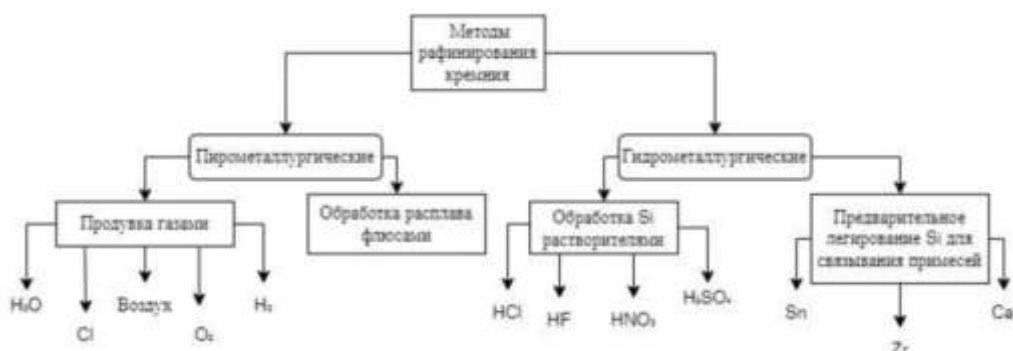 Методы
рафинирования
кремния
Пирометаллургические
Гидрометаллургические
Продувка газами
Обработка расплава
флюсами
Обработка Si
растворителями
Предварительное
легирование Si для
связывания примесей
H₂O
Cl
Воздух
O₂
H₂
HCl
HF
HNO₃
H₂SO₄
Sn
Zr
Ca